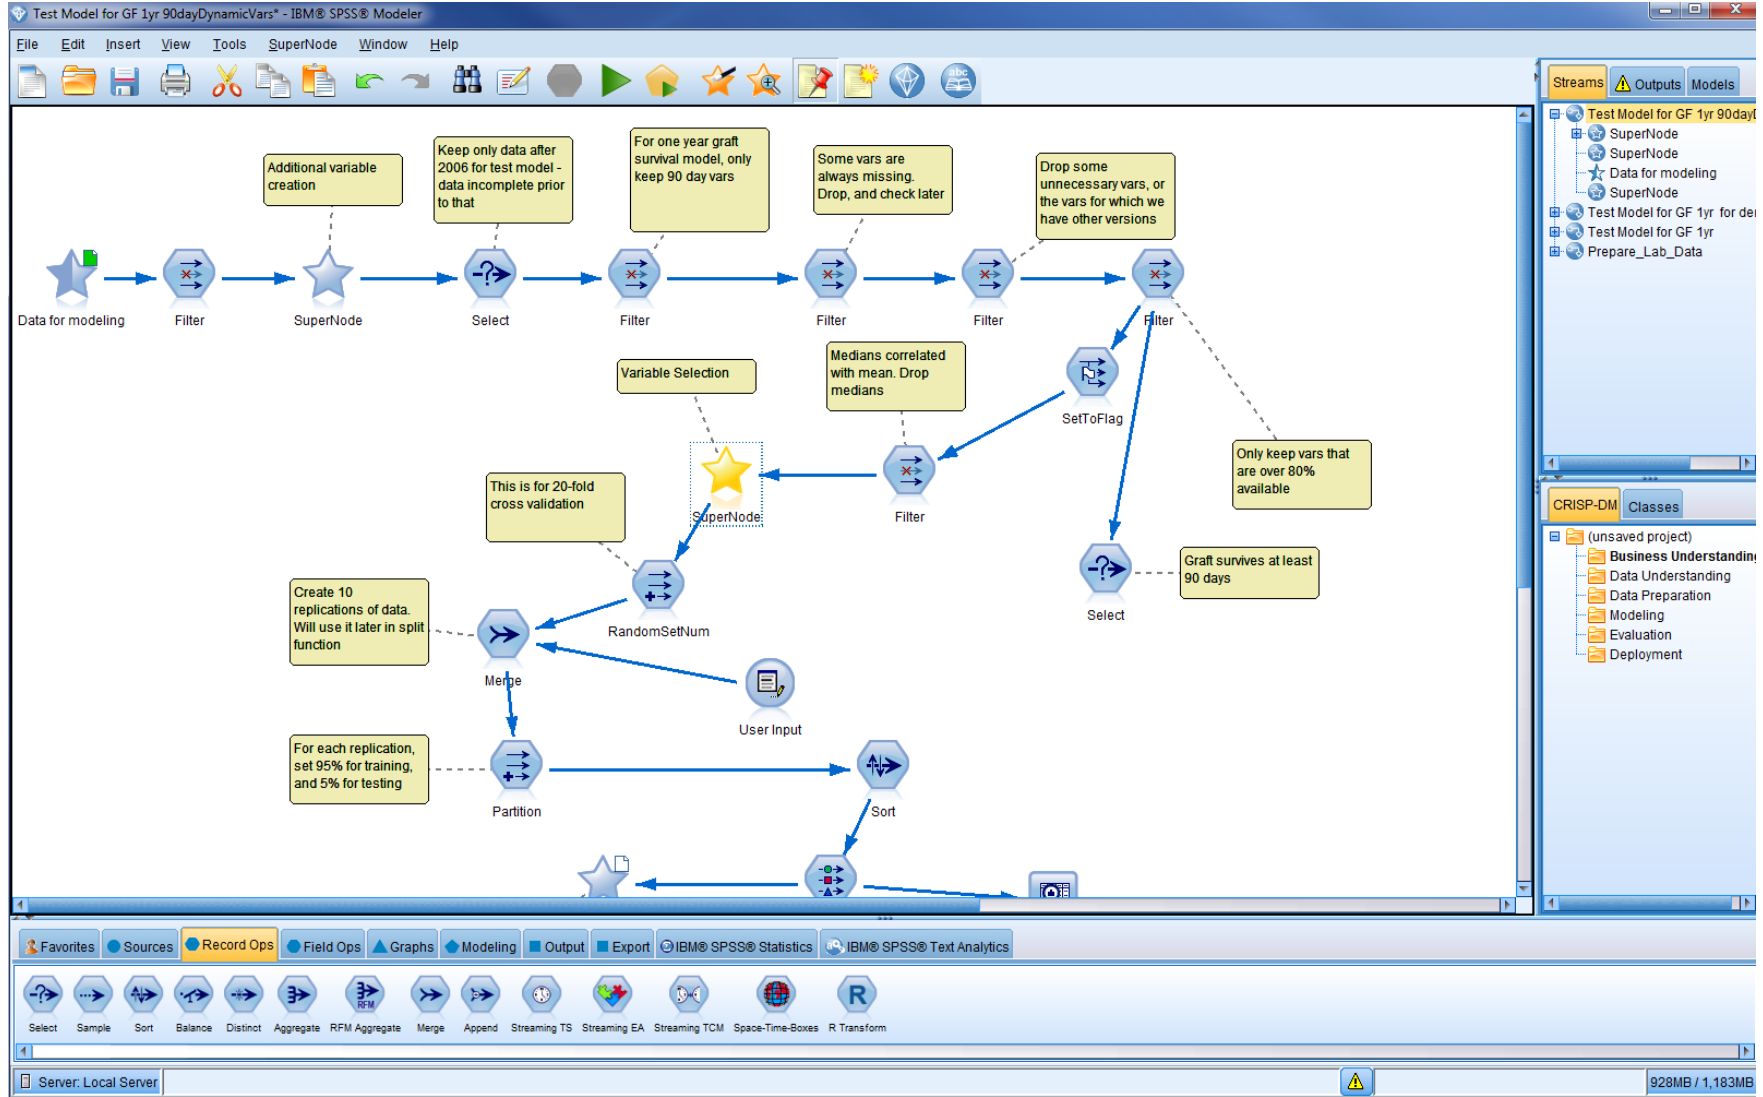 Test Model for GF 1yr 90dayDynamicVars* - IBM® SPSS® Modeler
File Edit Insert View Tools SuperNode Window Help
abc
Streams Outputs Models
Test Model for GF 1yr 90dayD
SuperNode
SuperNode
Data for modeling
SuperNode
Test Model for GF 1yr for de
Test Model for GF 1yr
Prepare_Lab_Data
Additional variable
creation
Keep only data after
2006 for test model -
data incomplete prior
to that
For one year graft
survival model, only
keep 90 day vars
Some vars are
always missing.
Drop, and check later
Drop some
unnecessary vars, or
the vars for which we
have other versions
Data for modeling
Filter
SuperNode
Select
Filter
Filter
Filter
Filter
Variable Selection
Medians correlated
with mean. Drop
medians
SetToFlag
Only keep vars that
are over 80%
available
This is for 20-fold
cross validation
SuperNode
Filter
Graft survives at least
90 days
Select
Create 10
replications of data.
Will use it later in split
function
RandomSetNum
Merge
User Input
For each replication,
set 95% for training,
and 5% for testing
Partition
Sort
CRISP-DM Classes
(unsaved project)
Business Understanding
Data Understanding
Data Preparation
Modeling
Evaluation
Deployment
Favorites Sources Record Ops Field Ops Graphs Modeling Output Export IBM® SPSS® Statistics IBM® SPSS® Text Analytics
RFM
R
Select Sample Sort Balance Distinct Aggregate RFM Aggregate Merge Append Streaming TS Streaming EA Streaming TCM Space-Time-Boxes R Transform
Server: Local Server
928MB / 1,183MB